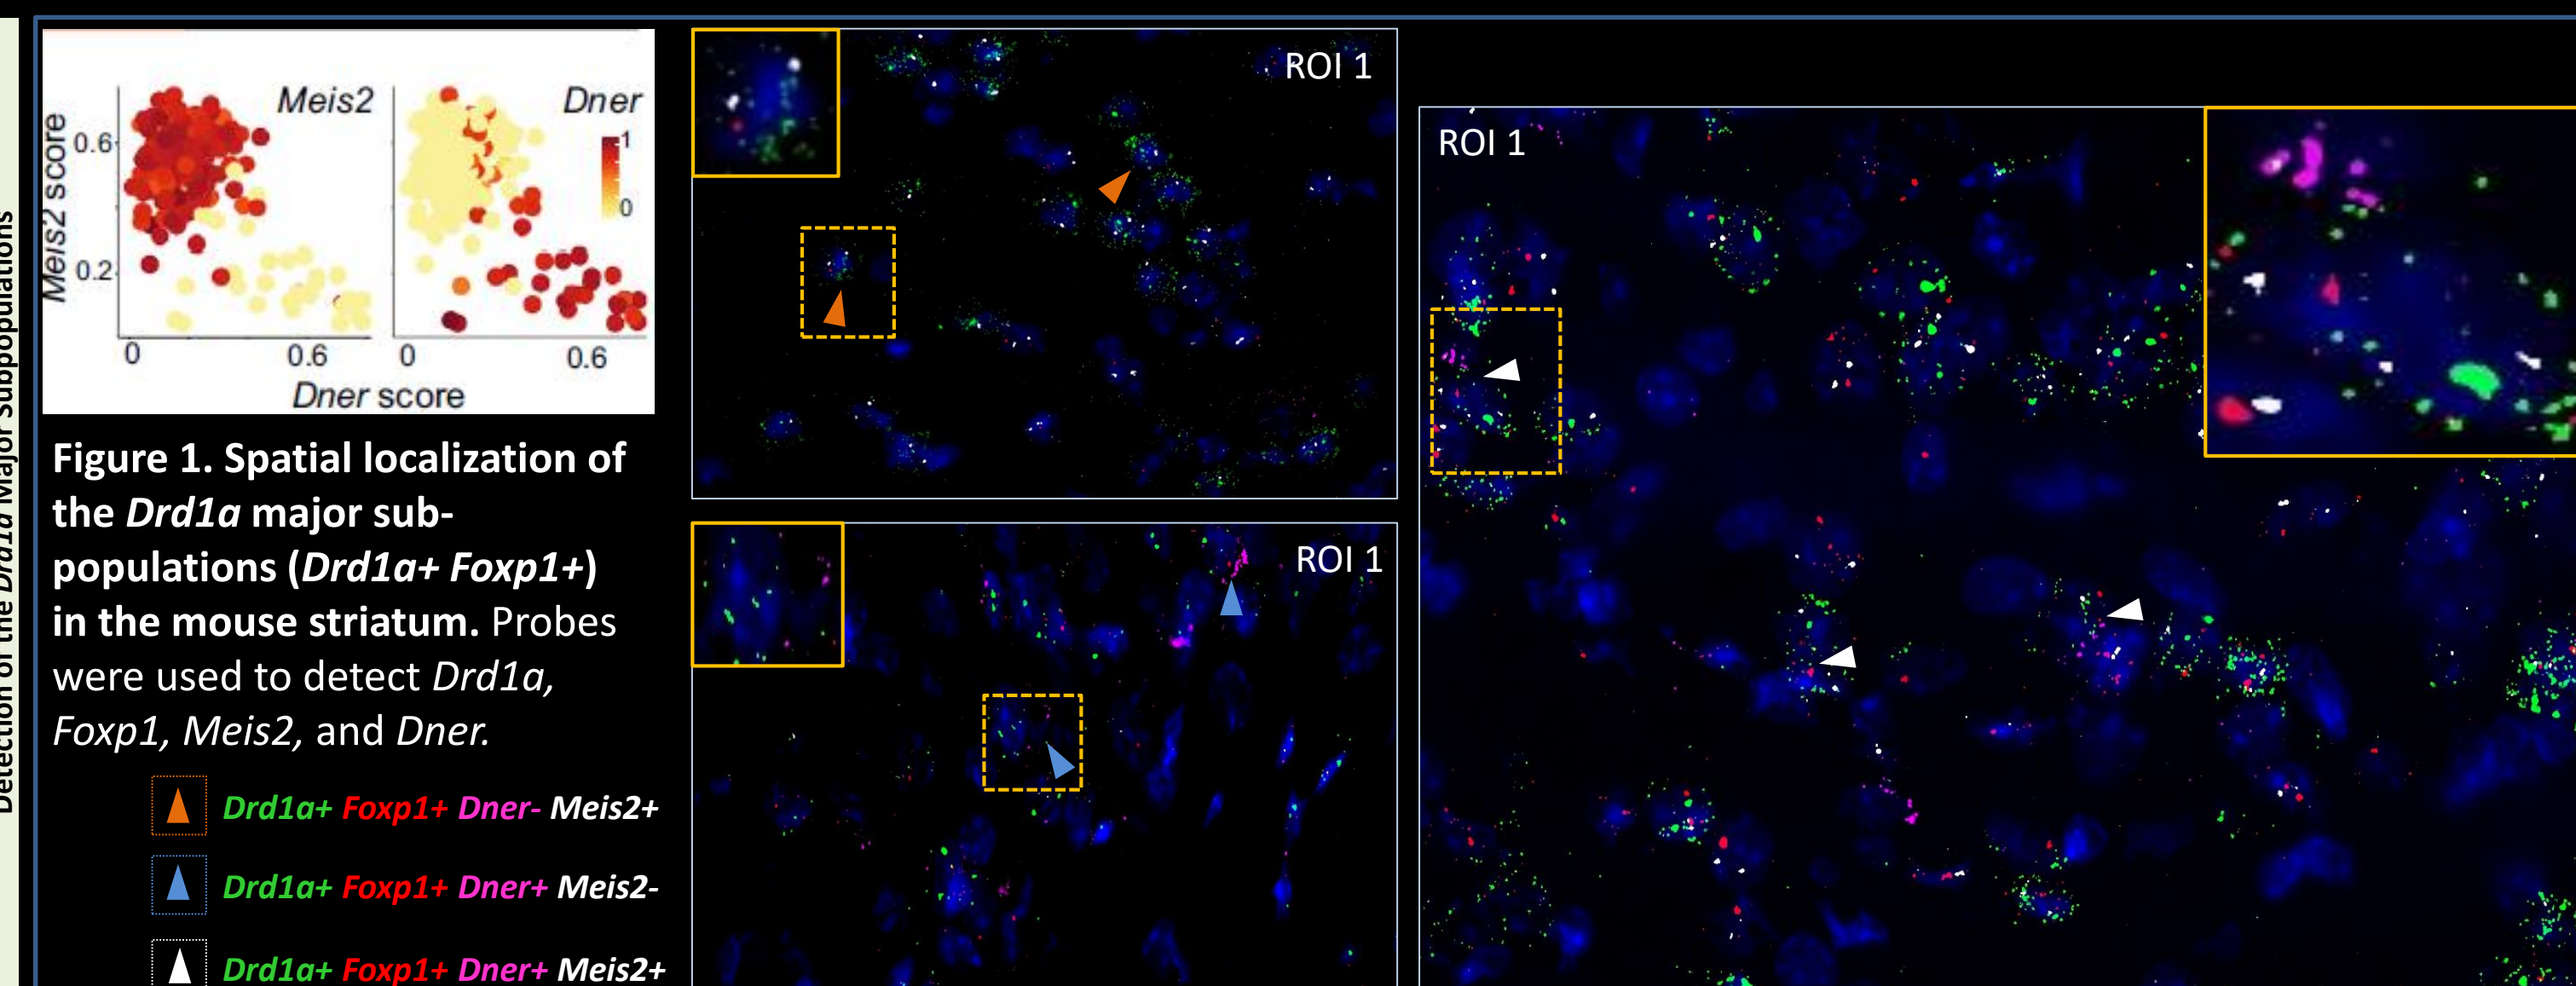 Detection of the Drd1a Major Subpopulations
Meis2
Dner
Meis2 score
0.6
0.2
1
0
0
0.6
0
0.6
Dner score
Figure 1. Spatial localization of
the Drd1a major sub-
populations (Drd1a+ Foxp1+)
in the mouse striatum. Probes
were used to detect Drd1a,
Foxp1, Meis2, and Dner.
Drd1a+ Foxp1+ Dner- Meis2+
Drd1a+ Foxp1+ Dner+ Meis2-
Drd1a+ Foxp1+ Dner+ Meis2+
ROI 1
ROI 1
ROI 1